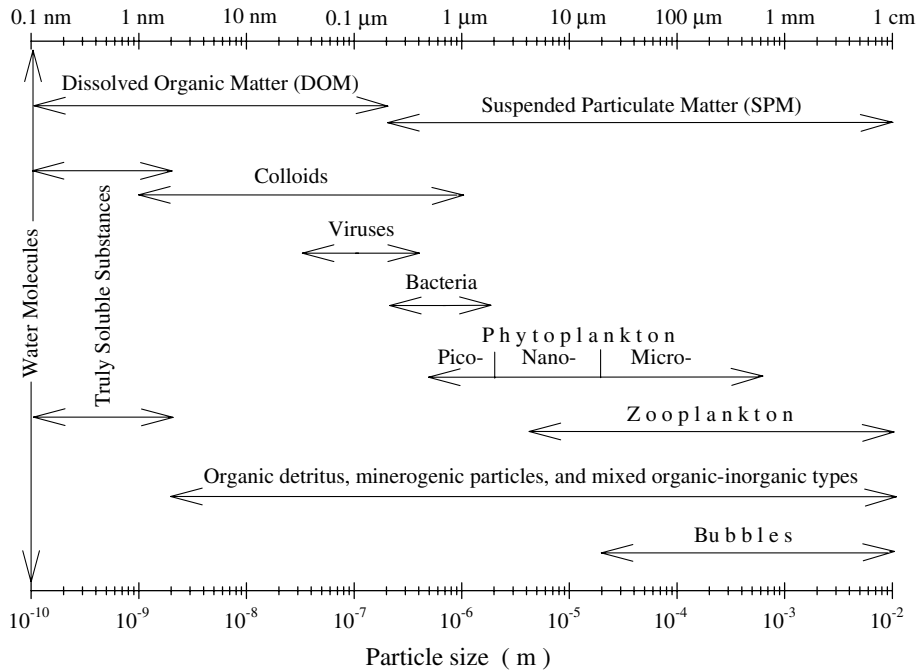 0.1 nm 1 nm 10 nm 0.1 μm 1 μm 10 μm 100 μm 1 mm 1 cm
Dissolved Organic Matter (DOM)
Suspended Particulate Matter (SPM)
Colloids
Viruses
Bacteria
Water Molecules
Truly Soluble Substances
Phytoplankton
Pico- Nano- Micro-
Zooplankton
Organic detritus, minerogenic particles, and mixed organic-inorganic types
Bubbles
10⁻¹⁰ 10⁻⁹ 10⁻⁸ 10⁻⁷ 10⁻⁶ 10⁻⁵ 10⁻⁴ 10⁻³ 10⁻²
Particle size ( m )